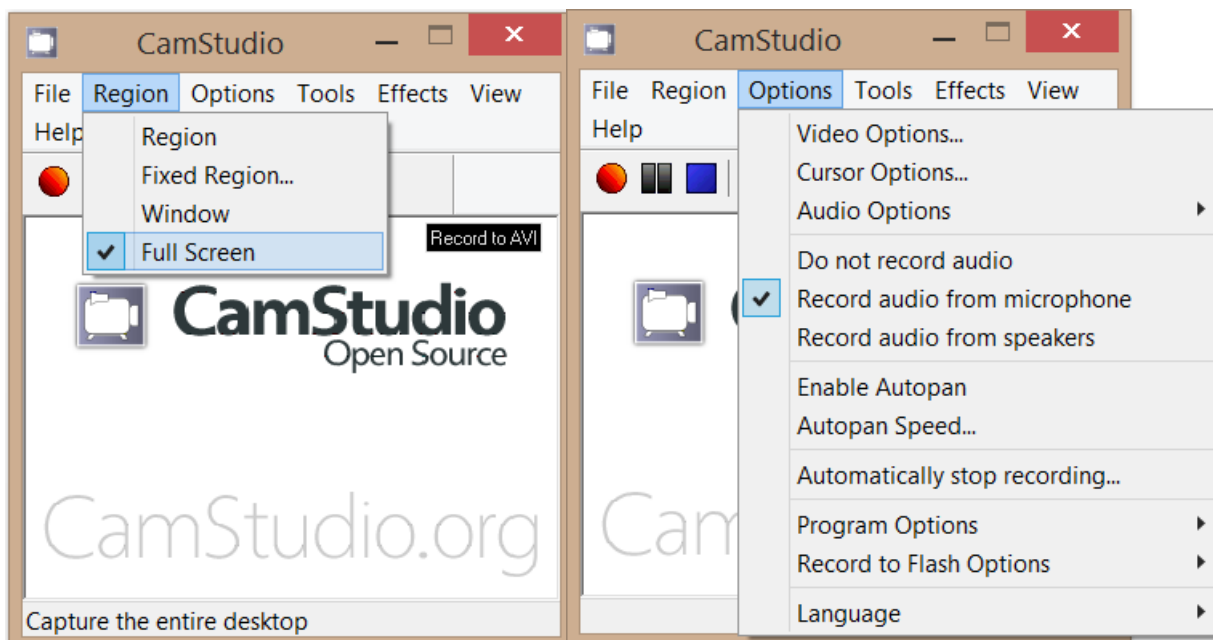 CamStudio
File Region Options Tools Effects View
Help
Region
Fixed Region...
Window
Full Screen
Record to AVI
CamStudio
Open Source
CamStudio.org
Capture the entire desktop
CamStudio
File Region Options Tools Effects View
Help
Video Options...
Cursor Options...
Audio Options
Do not record audio
Record audio from microphone
Record audio from speakers
Enable Autopan
Autopan Speed...
Automatically stop recording...
Program Options
Record to Flash Options
Language
Cam